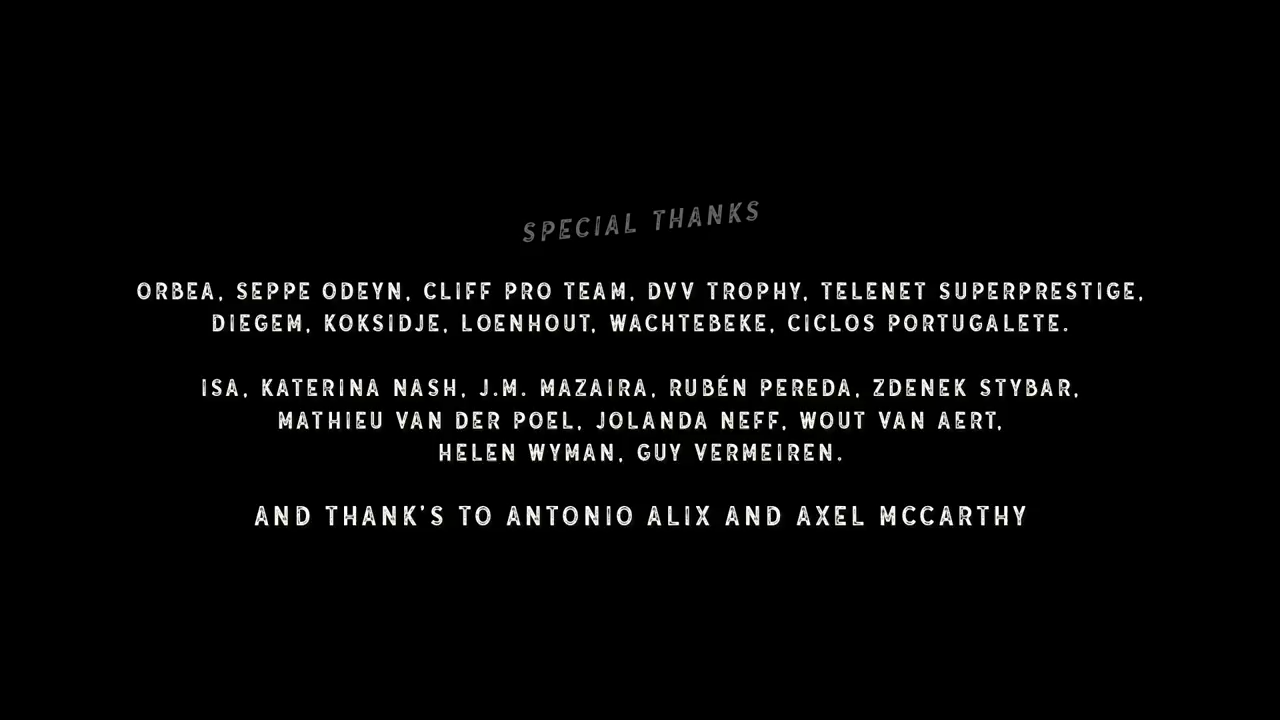 SPECIAL THANKS
ORBEA, SEPPE ODEYN, CLIFF PRO TEAM, DVV TROPHY, TELENET SUPERPRESTIGE,
DIEGEM, KOKSIDJE, LOENHOUT, WACHTEBEKE, CICLOS PORTUGALETE.
ISA, KATERINA NASH, J.M. MAZAIRA, RUBÉN PEREDA, ZDENEK STYBAR,
MATHIEU VAN DER POEL, JOLANDA NEFF, WOUT VAN AERT,
HELEN WYMAN, GUY VERMEIREN.
AND THANK'S TO ANTONIO ALIX AND AXEL MCCARTHY